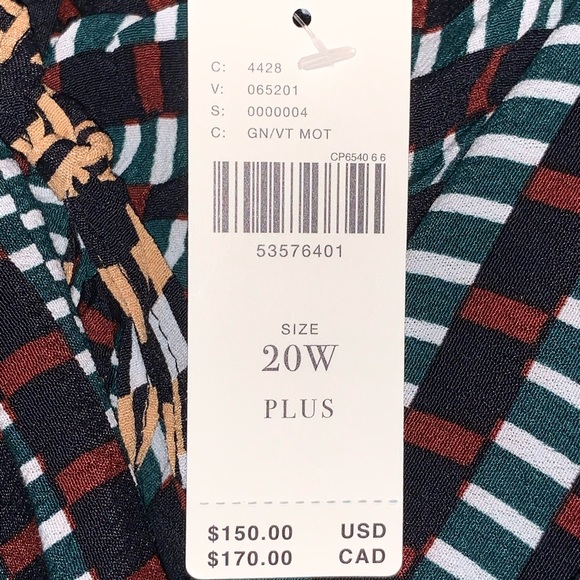 C: 4428
V: 065201
S: 0000004
C: GN/VT MOT
CP6540 6 6
53576401
SIZE
20W
PLUS
$150.00 USD
$170.00 CAD